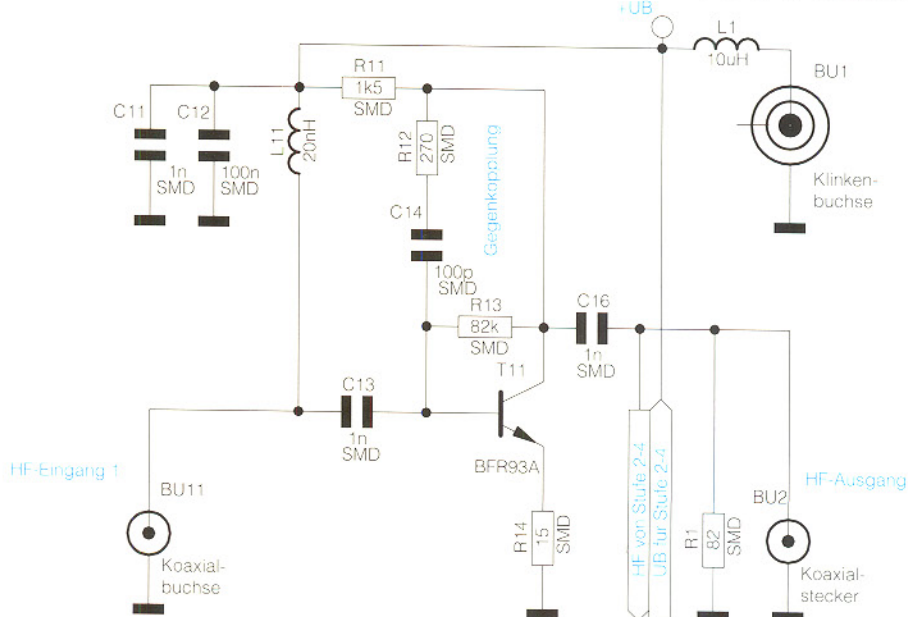 +UB
L1
10uH
BU1
Klinken-
buchse
R11
1k5
SMD
C11
1n
SMD
C12
100n
SMD
L11
20nH
R12
270
SMD
Gegenkopplung
C14
100p
SMD
R13
82k
SMD
C16
1n
SMD
T11
BFR93A
C13
1n
SMD
HF-Eingang 1
BU11
Koaxial-
buchse
R14
15
SMD
HF von Stufe 2-4
UB für Stufe 2-4
R1
82
SMD
HF-Ausgang
BU2
Koaxial-
stecker